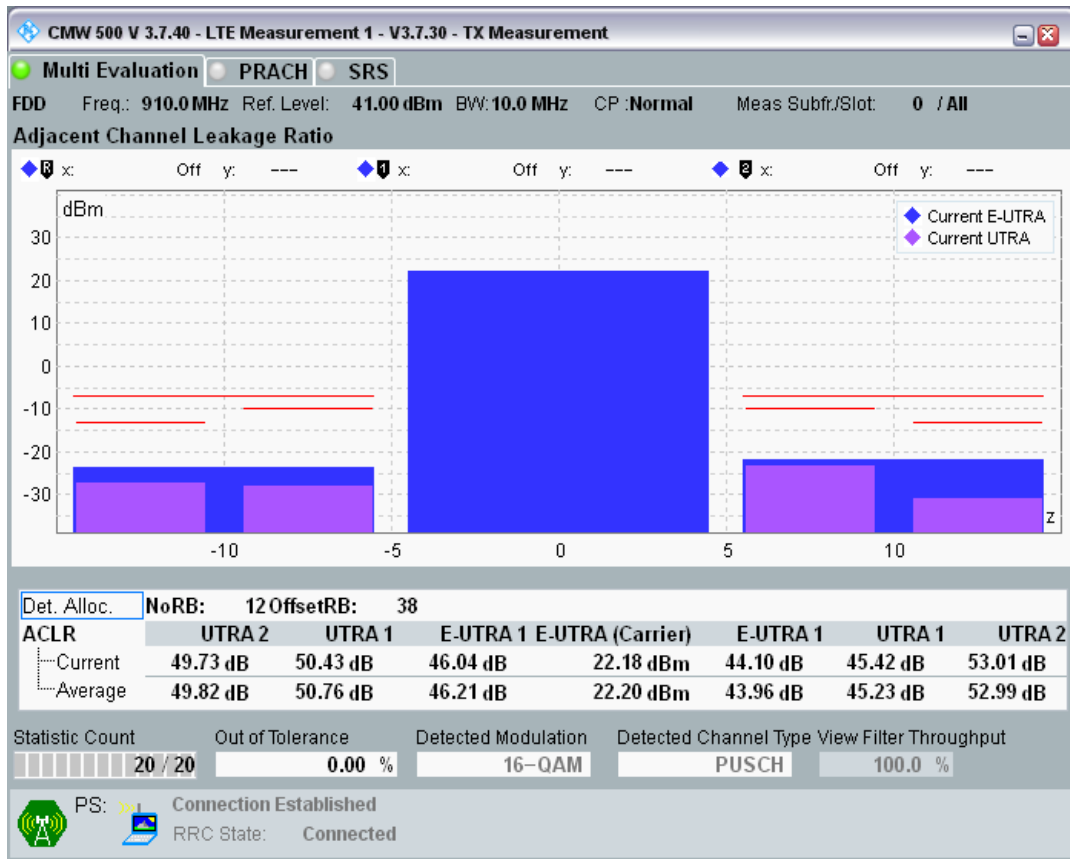 CMW 500 V 3.7.40 - LTE Measurement 1 - V3.7.30 - TX Measurement
Multi Evaluation PRACH SRS
FDD Freq.: 910.0 MHz Ref. Level: 41.00 dBm BW: 10.0 MHz CP :Normal Meas Subfr./Slot: 0 / All
Adjacent Channel Leakage Ratio
R x: Off y: --- 1 x: Off y: --- 2 x: Off y: ---
dBm
Current E-UTRA
Current UTRA
30
20
10
0
-10
-20
-30
z
-10 -5 0 5 10
Det. Alloc. NoRB: 12 OffsetRB: 38
ACLR UTRA 2 UTRA 1 E-UTRA 1 E-UTRA (Carrier) E-UTRA 1 UTRA 1 UTRA 2
Current 49.73 dB 50.43 dB 46.04 dB 22.18 dBm 44.10 dB 45.42 dB 53.01 dB
Average 49.82 dB 50.76 dB 46.21 dB 22.20 dBm 43.96 dB 45.23 dB 52.99 dB
Statistic Count Out of Tolerance Detected Modulation Detected Channel Type View Filter Throughput
20 / 20 0.00 % 16-QAM PUSCH 100.0 %
PS: Connection Established
RRC State: Connected